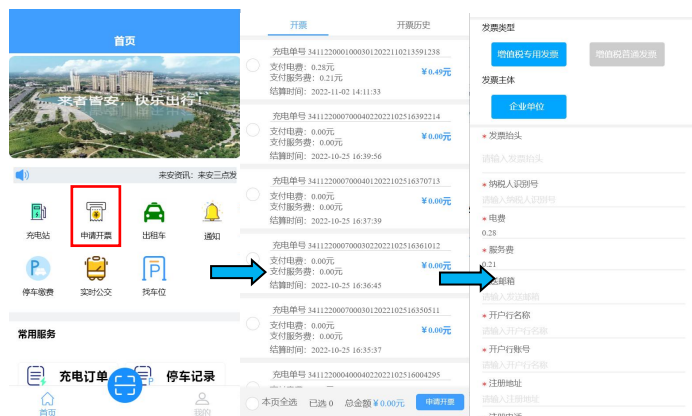 首页
来者皆安，快乐出行!
来安资讯：来安三点发
充电站
申请开票
出租车
通知
停车缴费
实时公交
找车位
常用服务
充电订单
停车记录
首页
我的
开票
开票历史
充电单号 3411220001000301202211021359123​8
支付电费：0.28元
支付服务费：0.21元
¥0.49元
结算时间：2022-11-02 14:11:33
充电单号 34112200070004022022102516392214
支付电费：0.00元
支付服务费：0.00元
¥0.00元
结算时间：2022-10-25 16:39:56
充电单号 34112200070004012022102516370713
支付电费：0.00元
支付服务费：0.00元
¥0.00元
结算时间：2022-10-25 16:37:39
充电单号 34112200070003022022102516361012
支付电费：0.00元
支付服务费：0.00元
¥0.00元
结算时间：2022-10-25 16:36:45
充电单号 34112200070003012022102516350511
支付电费：0.00元
支付服务费：0.00元
¥0.00元
结算时间：2022-10-25 16:35:37
充电单号 34112200040004022022102516004295
本页全选
已选 0
总金额 ¥0.00元
申请开票
发票类型
增值税专用发票
增值税普通发票
发票主体
企业单位
* 发票抬头
请输入发票抬头
* 纳税人识别号
请输入纳税人识别号
* 电费
0.28
* 服务费
0.21
送邮箱
请输入发送邮箱
* 开户行名称
请输入开户行名称
* 开户行账号
请输入开户行账号
* 注册地址
请输入注册地址